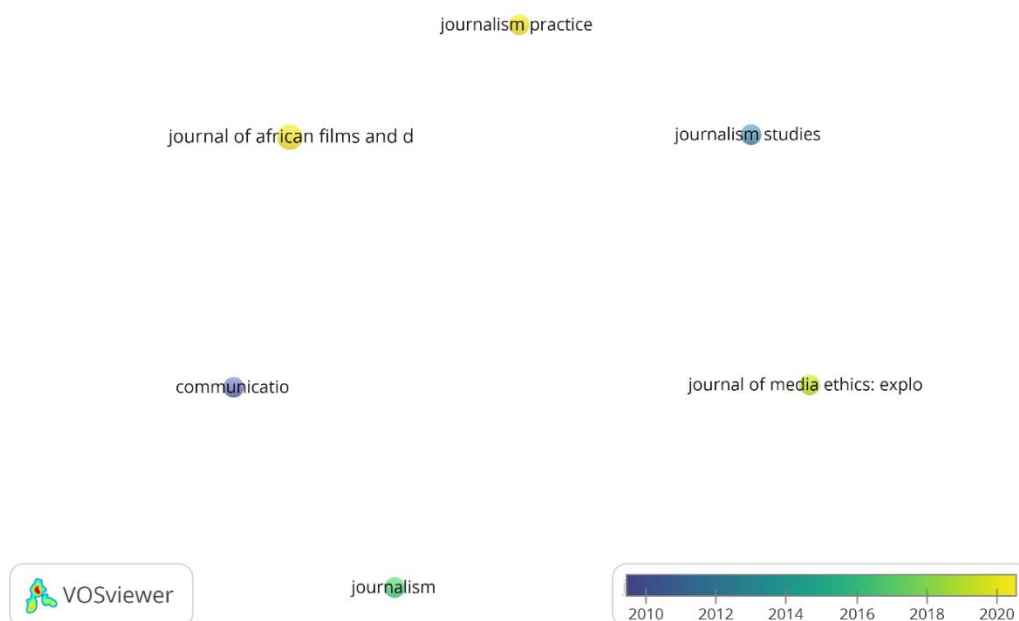 journalism practice
journal of african films and d
journalism studies
communicatio
journal of media ethics: explo
journalism
VOSviewer
2010 2012 2014 2016 2018 2020